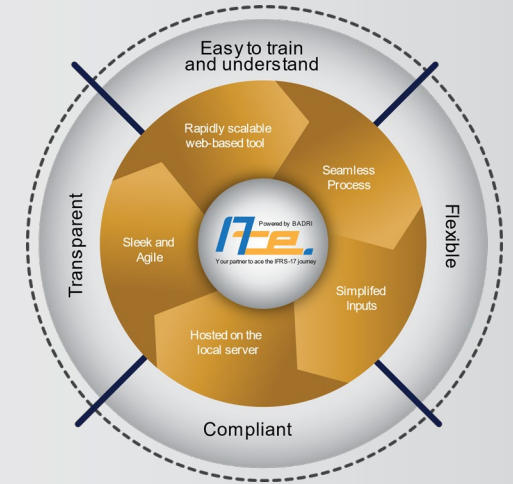 Easy to train
and understand
Rapidly scalable
web-based tool
Seamless
Process
Flexible
Simplifed
Inputs
Compliant
Hosted on the
local server
Transparent
Sleek and
Agile
Powered by BADRI
17ce.
Your partner to ace the IFRS-17 journey